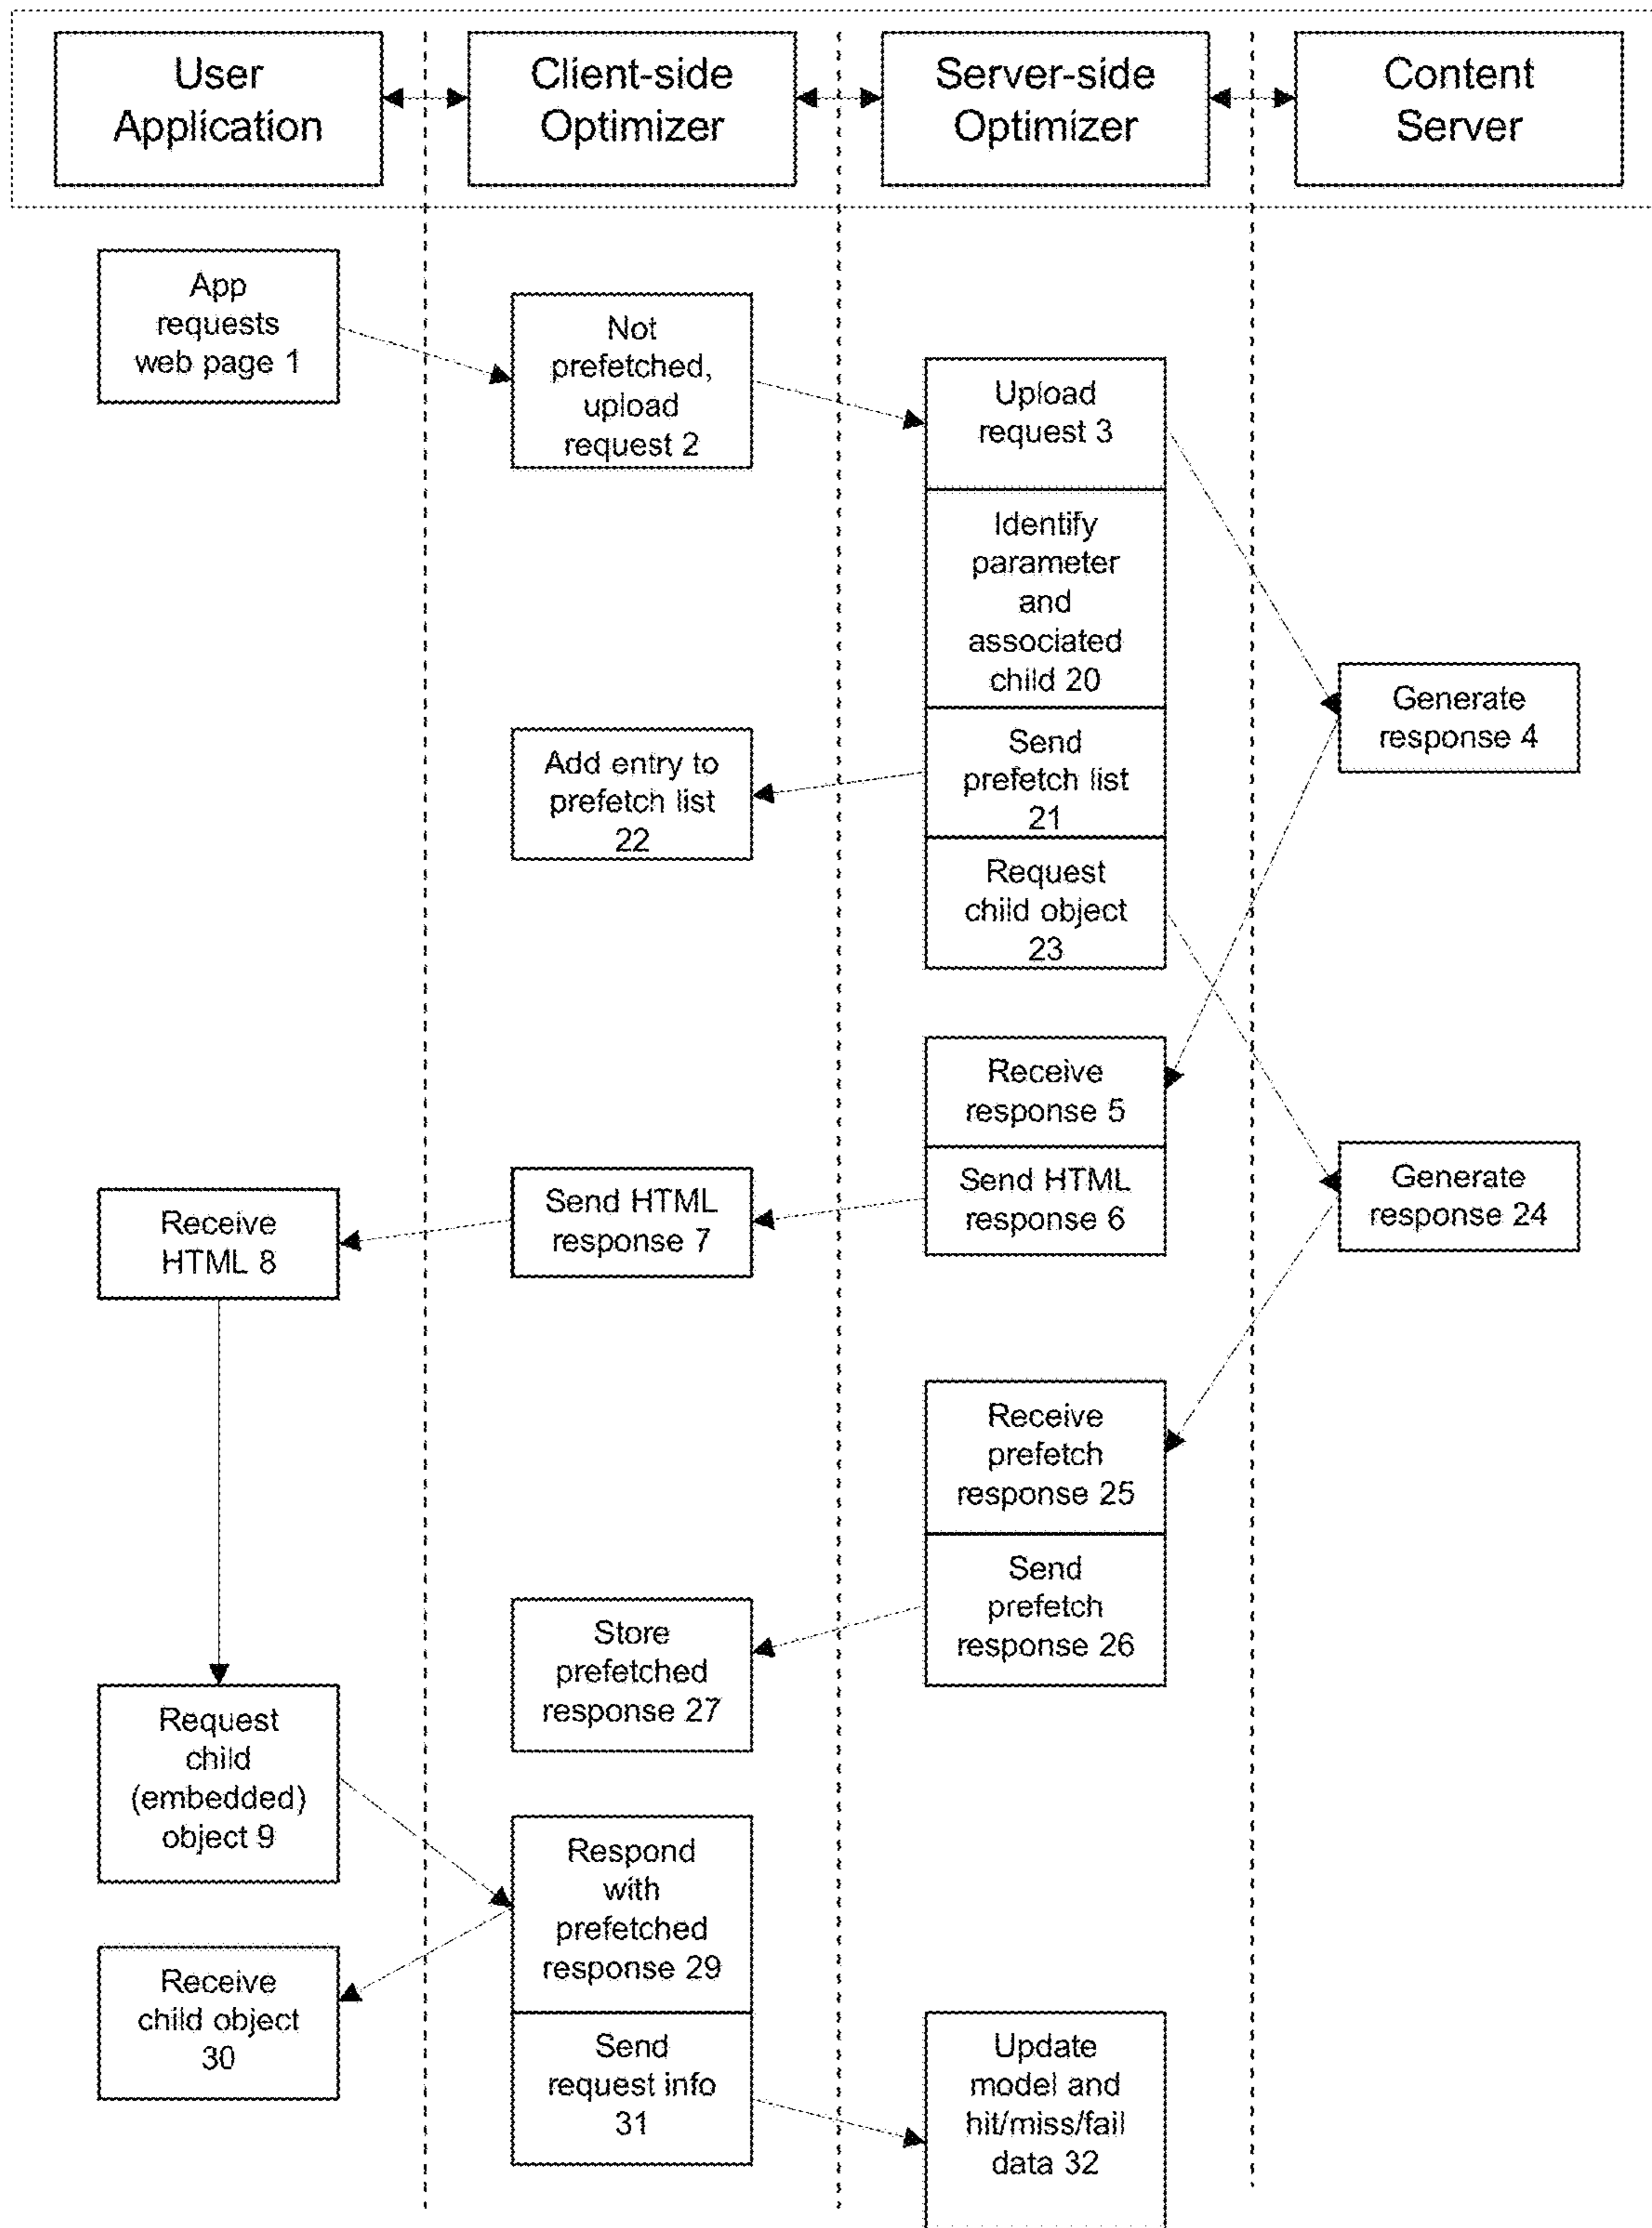 User
Application
Client-side
Optimizer
Server-side
Optimizer
Content
Server
App
requests
web page 1
Not
prefetched,
upload
request 2
Upload
request 3
Identify
parameter
and
associated
child 20
Generate
response 4
Send
prefetch list
21
Add entry to
prefetch list
22
Request
child object
23
Receive
response 5
Send HTML
response 6
Generate
response 24
Send HTML
response 7
Receive
HTML 8
Receive
prefetch
response 25
Send
prefetch
response 26
Store
prefetched
response 27
Request
child
(embedded)
object 9
Respond
with
prefetched
response 29
Receive
child object
30
Send
request info
31
Update
model and
hit/miss/fail
data 32